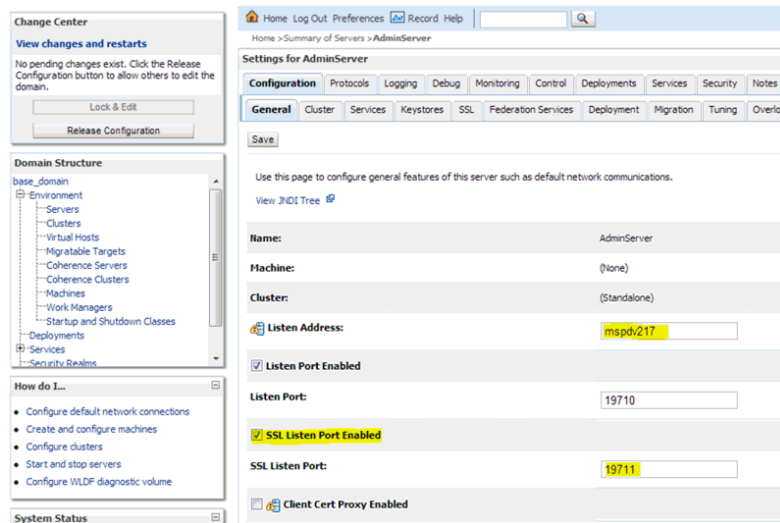 Change Center
View changes and restarts
No pending changes exist. Click the Release
Configuration button to allow others to edit the
domain.
Lock & Edit
Release Configuration
Domain Structure
base_domain
Environment
Servers
Clusters
Virtual Hosts
Migratable Targets
Coherence Servers
Coherence Clusters
Machines
Work Managers
Startup and Shutdown Classes
Deployments
Services
Security Realms
How do I...
Configure default network connections
Create and configure machines
Configure clusters
Start and stop servers
Configure WLDF diagnostic volume
System Status
Home Log Out Preferences Record Help
Home >Summary of Servers >AdminServer
Settings for AdminServer
Configuration Protocols Logging Debug Monitoring Control Deployments Services Security Notes
General Cluster Services Keystores SSL Federation Services Deployment Migration Tuning Overlo
Save
Use this page to configure general features of this server such as default network communications.
View JNDI Tree
Name: AdminServer
Machine: (None)
Cluster: (Standalone)
Listen Address: mspdv217
Listen Port Enabled
Listen Port: 19710
SSL Listen Port Enabled
SSL Listen Port: 19711
Client Cert Proxy Enabled